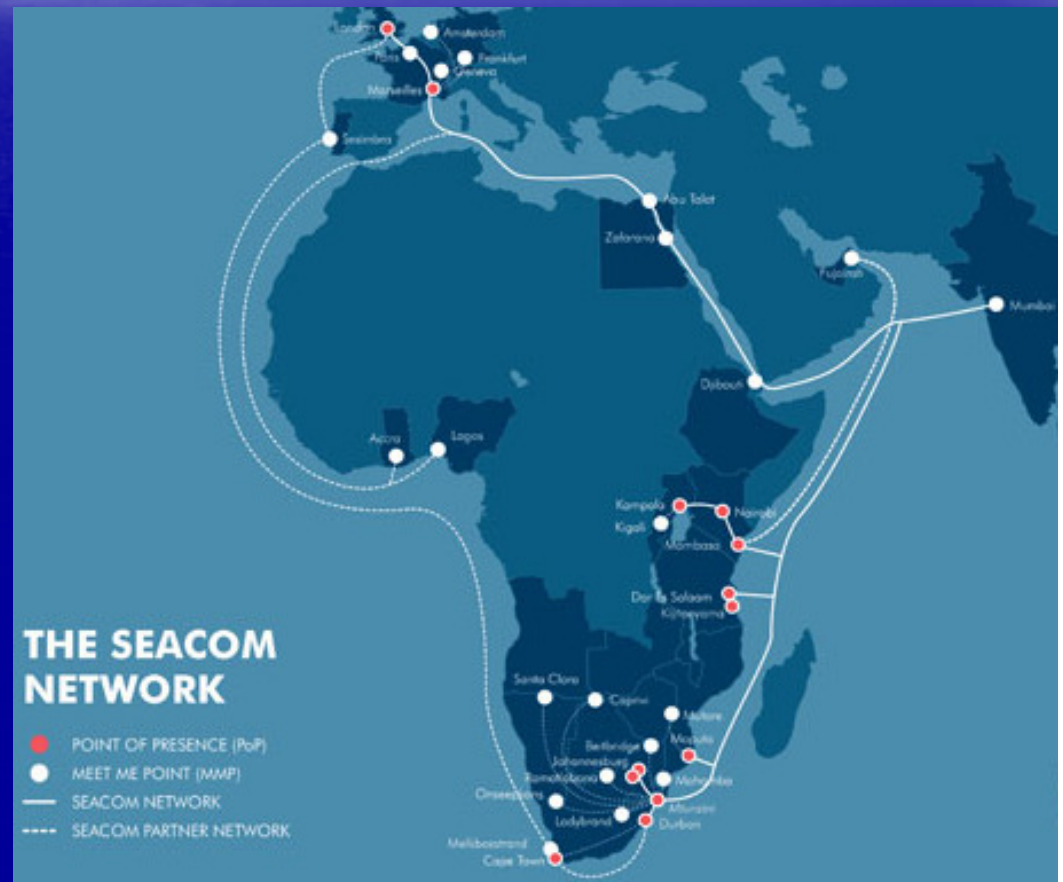 London
Amsterdam
Paris
Frankfurt
Geneva
Marseilles
Sesimbra
Abu Talat
Zafarana
Fujairah
Mumbai
Djibouti
Accra
Lagos
Kampala
Nairobi
Kigali
Mombasa
Dar Es Salaam
THE SEACOM
NETWORK
POINT OF PRESENCE (PoP)
MEET ME POINT (MMP)
SEACOM NETWORK
SEACOM PARTNER NETWORK
Santa Clara
Caprivi
Mutare
Maputo
Beitbridge
Johannesburg
Ramatlabana
Mahamba
Mtunzini
Ladybrand
Durban
Melkbosstrand
Cape Town